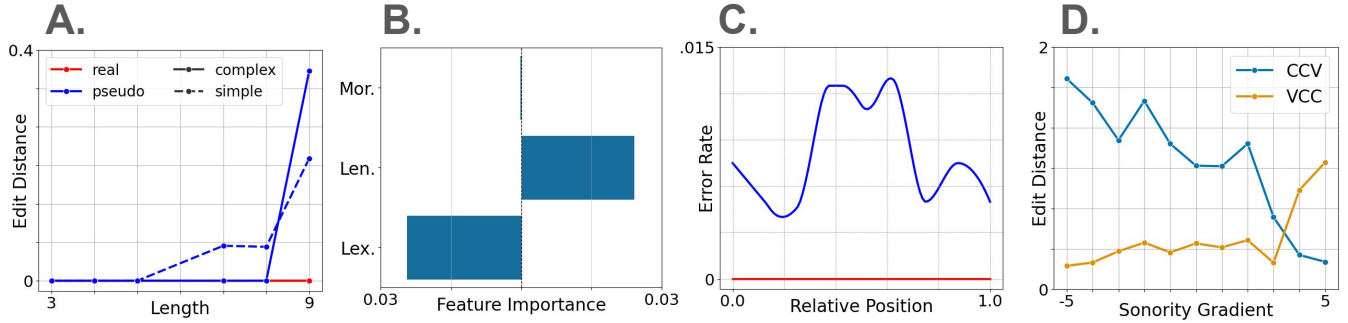 A.
0.4
real
complex
pseudo
simple
Edit Distance
0
3
Length
9
B.
Mor.
Len.
Lex.
0.03
Feature Importance
0.03
C.
.015
Error Rate
0
0.0
Relative Position
1.0
D.
2
CCV
VCC
Edit Distance
0
-5
Sonority Gradient
5